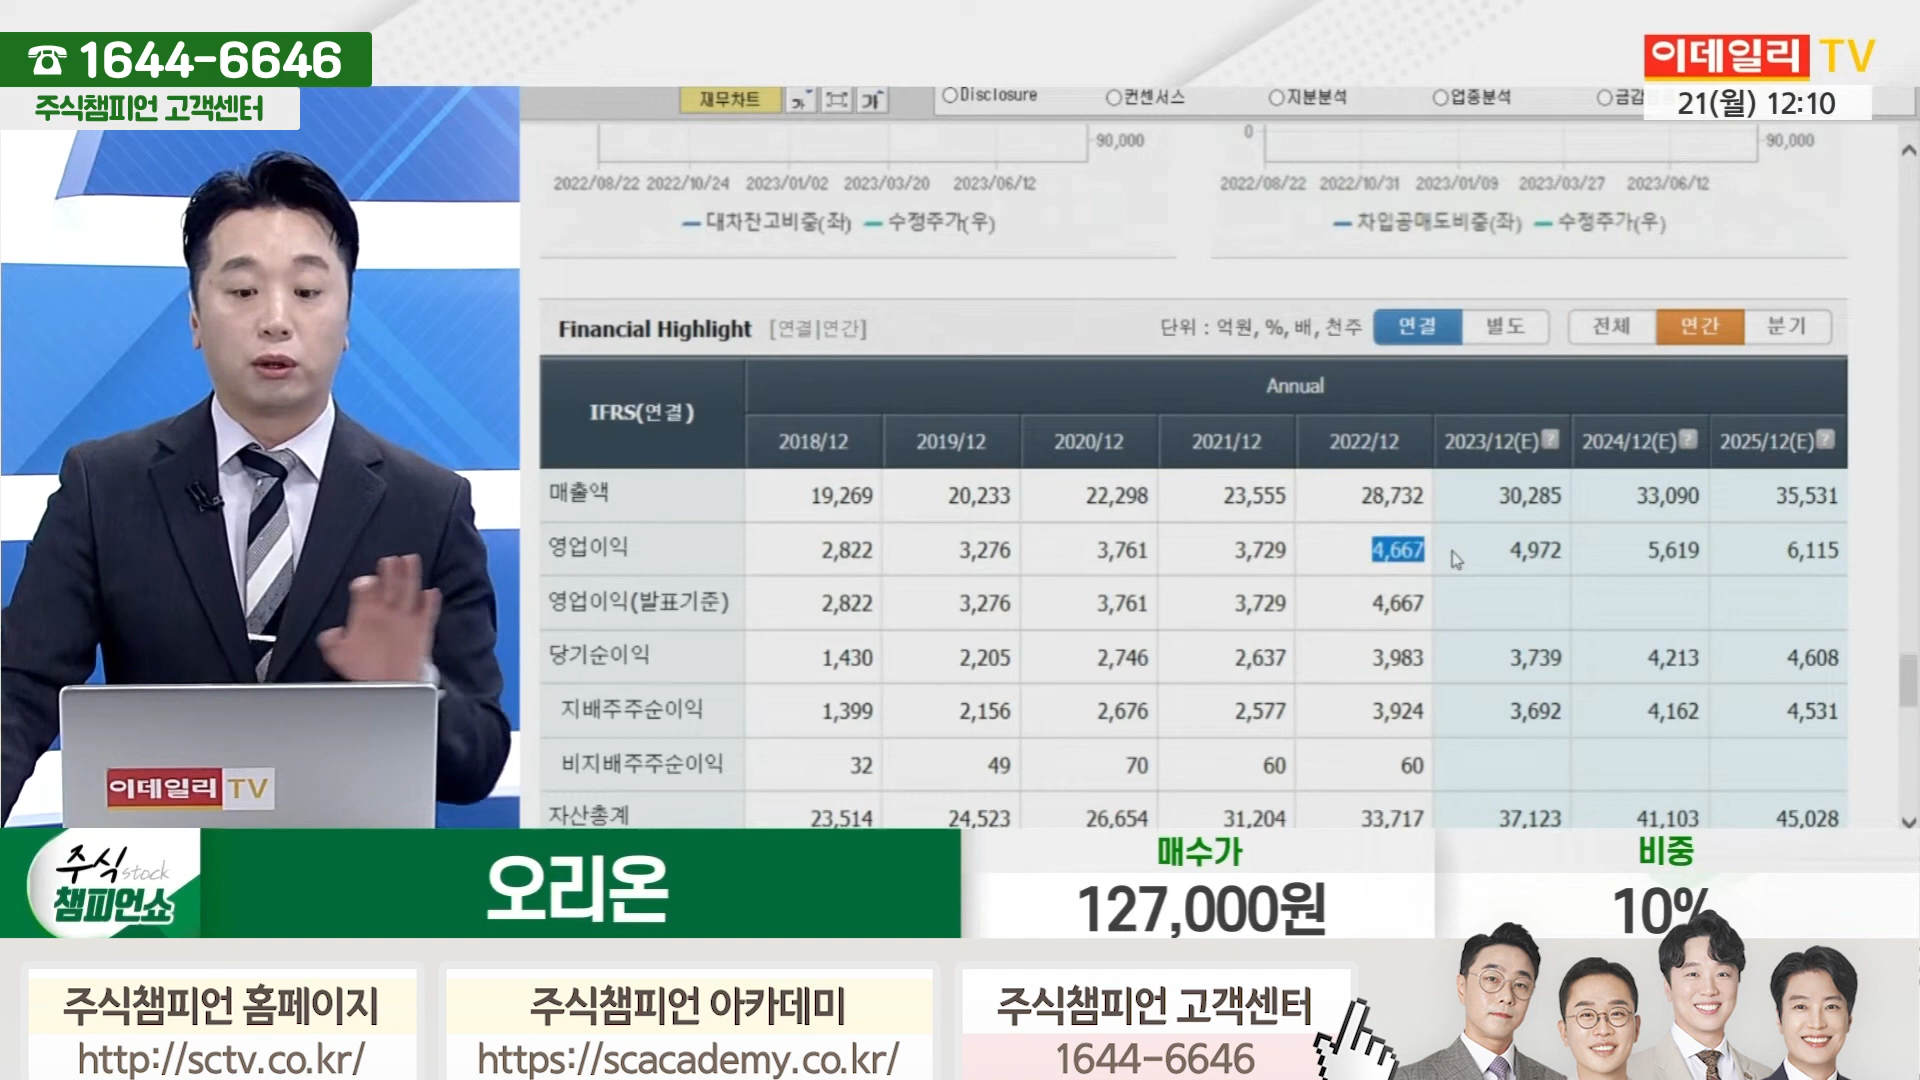 ☎ 1644-6646
주식챔피언 고객센터
이데일리 TV
21(월) 12:10
재무차트
Disclosure
컨센서스
지분분석
업종분석
금감
90,000
2022/08/22 2022/10/24 2023/01/02 2023/03/20 2023/06/12
대차잔고비중(좌) 수정주가(우)
0
90,000
2022/08/22 2022/10/31 2023/01/09 2023/03/27 2023/06/12
차입공매도비중(좌) 수정주가(우)
Financial Highlight [연결|연간]
단위 : 억원, %, 배, 천주 연결 별도 전체 연간 분기
IFRS(연결)
Annual
2018/12 2019/12 2020/12 2021/12 2022/12 2023/12(E) 2024/12(E) 2025/12(E)
매출액 19,269 20,233 22,298 23,555 28,732 30,285 33,090 35,531
영업이익 2,822 3,276 3,761 3,729 4,667 4,972 5,619 6,115
영업이익(발표기준) 2,822 3,276 3,761 3,729 4,667
당기순이익 1,430 2,205 2,746 2,637 3,983 3,739 4,213 4,608
지배주주순이익 1,399 2,156 2,676 2,577 3,924 3,692 4,162 4,531
비지배주주순이익 32 49 70 60 60
자산총계 23,514 24,523 26,654 31,204 33,717 37,123 41,103 45,028
이데일리 TV
주식 stock
챔피언쇼
오리온
매수가
127,000원
비중
10%
주식챔피언 홈페이지
http://sctv.co.kr/
주식챔피언 아카데미
https://scacademy.co.kr/
주식챔피언 고객센터
1644-6646